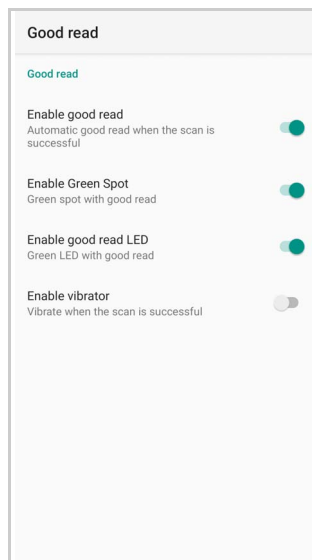 Good read
Good read
Enable good read
Automatic good read when the scan is
successful
Enable Green Spot
Green spot with good read
Enable good read LED
Green LED with good read
Enable vibrator
Vibrate when the scan is successful